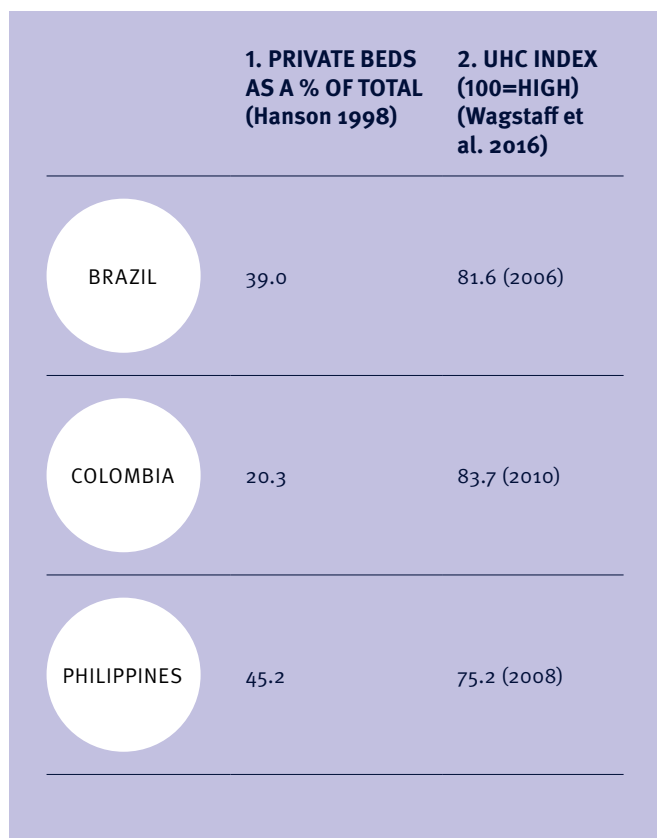 1. PRIVATE BEDS
AS A % OF TOTAL
(Hanson 1998)
2. UHC INDEX
(100=HIGH)
(Wagstaff et
al. 2016)
BRAZIL
39.0
81.6 (2006)
COLOMBIA
20.3
83.7 (2010)
PHILIPPINES
45.2
75.2 (2008)